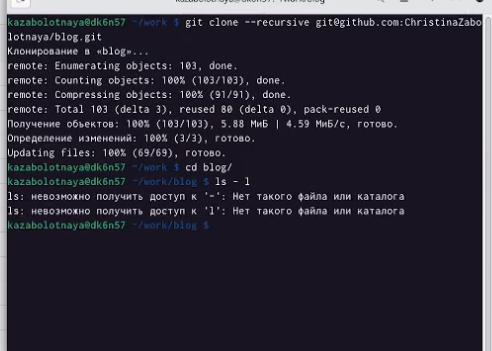 kazabolotnaya@dk6n57 ~/work $ git clone --recursive git@github.com:ChristinaZabo
lotnaya/blog.git
Клонирование в «blog»...
remote: Enumerating objects: 103, done.
remote: Counting objects: 100% (103/103), done.
remote: Compressing objects: 100% (91/91), done.
remote: Total 103 (delta 3), reused 80 (delta 0), pack-reused 0
Получение объектов: 100% (103/103), 5.88 МиБ | 4.59 МиБ/с, готово.
Определение изменений: 100% (3/3), готово.
Updating files: 100% (69/69), готово.
kazabolotnaya@dk6n57 ~/work $ cd blog/
kazabolotnaya@dk6n57 ~/work/blog $ ls - l
ls: невозможно получить доступ к '-': Нет такого файла или каталога
ls: невозможно получить доступ к 'l': Нет такого файла или каталога
kazabolotnaya@dk6n57 ~/work/blog $